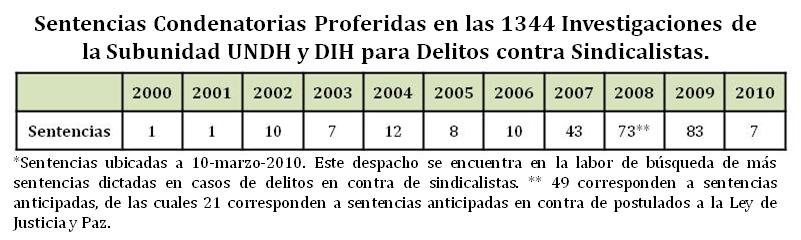 Sentencias Condenatorias Proferidas en las 1344 Investigaciones de
la Subunidad UNDH y DIH para Delitos contra Sindicalistas.
2000 2001 2002 2003 2004 2005 2006 2007 2008 2009 2010
Sentencias 1 1 10 7 12 8 10 43 73** 83 7
*Sentencias ubicadas a 10-marzo-2010. Este despacho se encuentra en la labor de búsqueda de más
sentencias dictadas en casos de delitos en contra de sindicalistas. ** 49 corresponden a sentencias
anticipadas, de las cuales 21 corresponden a sentencias anticipadas en contra de postulados a la Ley de
Justicia y Paz.